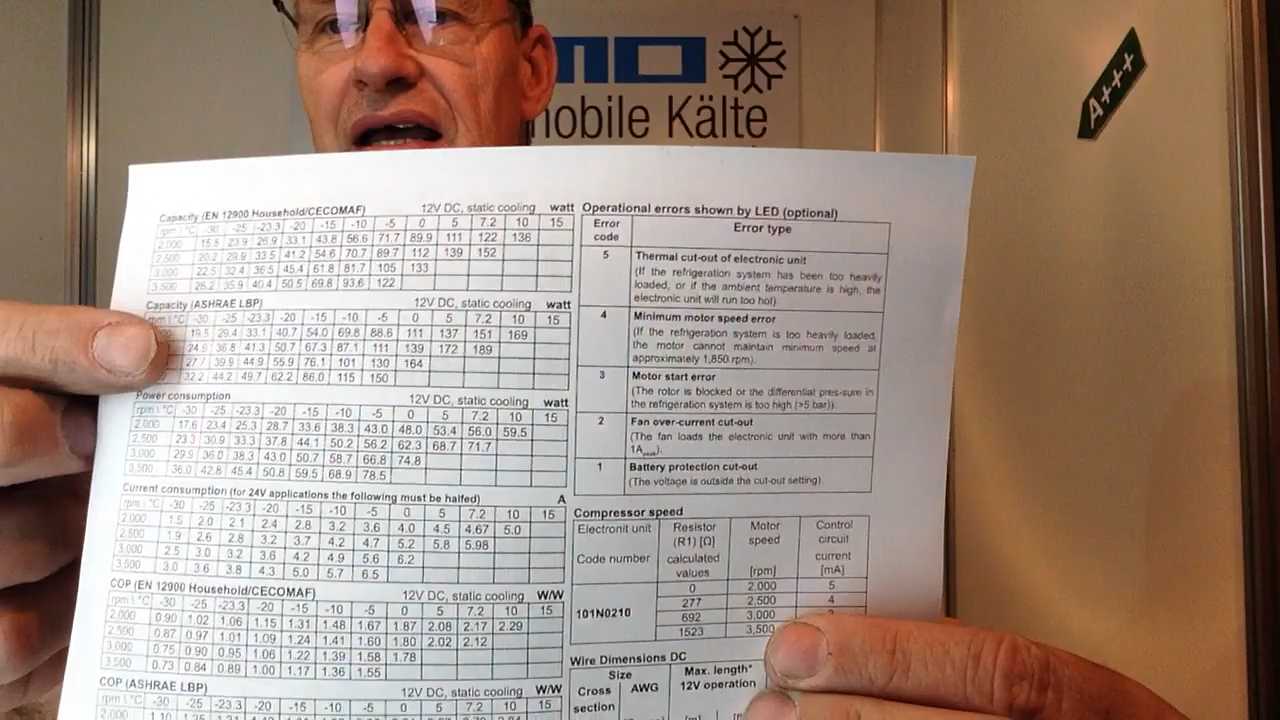 mobile Kälte
A+++
Capacity (EN 12900 Household/CECOMAF) 12V DC, static cooling watt
rpm \ °C -30 -25 -23.3 -20 -15 -10 -5 0 5 7.2 10 15
2,000 15.8 23.9 26.9 33.1 43.8 56.6 71.7 89.9 111 122 136
2,500 20.2 29.9 33.5 41.2 54.6 70.7 89.7 112 139 152
3,000 22.5 32.4 36.5 45.4 61.8 81.7 105 133
3,500 26.2 35.9 40.4 50.5 69.8 93.6 122
Capacity (ASHRAE LBP) 12V DC, static cooling watt
rpm \ °C -30 -25 -23.3 -20 -15 -10 -5 0 5 7.2 10 15
19.5 29.4 33.1 40.7 54.0 69.8 88.6 111 137 151 169
24.9 36.8 41.3 50.7 67.3 87.1 111 139 172 189
27.7 39.9 44.9 55.9 76.1 101 130 164
32.2 44.2 49.7 62.2 86.0 115 150
Power consumption 12V DC, static cooling watt
rpm \ °C -30 -25 -23.3 -20 -15 -10 -5 0 5 7.2 10 15
2,000 17.6 23.4 25.3 28.7 33.6 38.3 43.0 48.0 53.4 56.0 59.5
2,500 23.3 30.9 33.3 37.8 44.1 50.2 56.2 62.3 68.7 71.7
3,000 29.9 36.0 38.3 43.0 50.7 58.7 66.8 74.8
3,500 36.0 42.8 45.4 50.8 59.5 68.9 78.5
Current consumption (for 24V applications the following must be halfed) A
rpm \ °C -30 -25 -23.3 -20 -15 -10 -5 0 5 7.2 10 15
2,000 1.5 2.0 2.1 2.4 2.8 3.2 3.6 4.0 4.5 4.67 5.0
2,500 1.9 2.6 2.8 3.2 3.7 4.2 4.7 5.2 5.8 5.98
3,000 2.5 3.0 3.2 3.6 4.2 4.9 5.6 6.2
3,500 3.0 3.6 3.8 4.3 5.0 5.7 6.5
COP (EN 12900 Household/CECOMAF) 12V DC, static cooling W/W
rpm \ °C -30 -25 -23.3 -20 -15 -10 -5 0 5 7.2 10 15
2,000 0.90 1.02 1.06 1.15 1.31 1.48 1.67 1.87 2.08 2.17 2.29
2,500 0.87 0.97 1.01 1.09 1.24 1.41 1.60 1.80 2.02 2.12
3,000 0.75 0.90 0.95 1.06 1.22 1.39 1.58 1.78
3,500 0.73 0.84 0.89 1.00 1.17 1.36 1.55
COP (ASHRAE LBP) 12V DC, static cooling W/W
rpm \ °C -30 -25 -23.3 -20 -15 -10 -5 0 5 7.2 10 15
2,000
Operational errors shown by LED (optional)
Error code Error type
5 Thermal cut-out of electronic unit
(If the refrigeration system has been too heavily
loaded, or if the ambient temperature is high, the
electronic unit will run too hot).
4 Minimum motor speed error
(If the refrigeration system is too heavily loaded
the motor cannot maintain minimum speed at
approximately 1,850 rpm).
3 Motor start error
(The rotor is blocked or the differential pres-sure in
the refrigeration system is too high (>5 bar)).
2 Fan over-current cut-out
(The fan loads the electronic unit with more than
1A peak).
1 Battery protection cut-out
(The voltage is outside the cut-out setting).
Compressor speed
Electronit unit Resistor Motor Control
(R1) [Ω] speed circuit
Code number calculated current
values [rpm] [mA]
0 2,000 5
277 2,500 4
101N0210
692 3,000
1523 3,500
Wire Dimensions DC
Size Max. length*
Cross AWG 12V operation
section